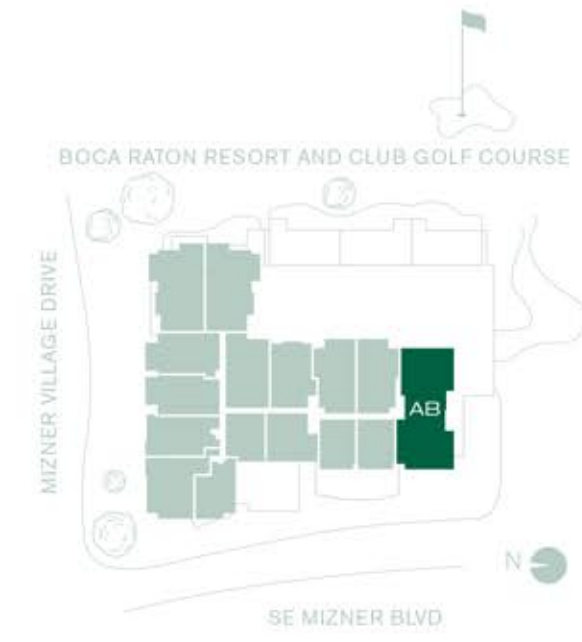 BOCA RATON RESORT AND CLUB GOLF COURSE
MIZNER VILLAGE DRIVE
AB
N
SE MIZNER BLVD